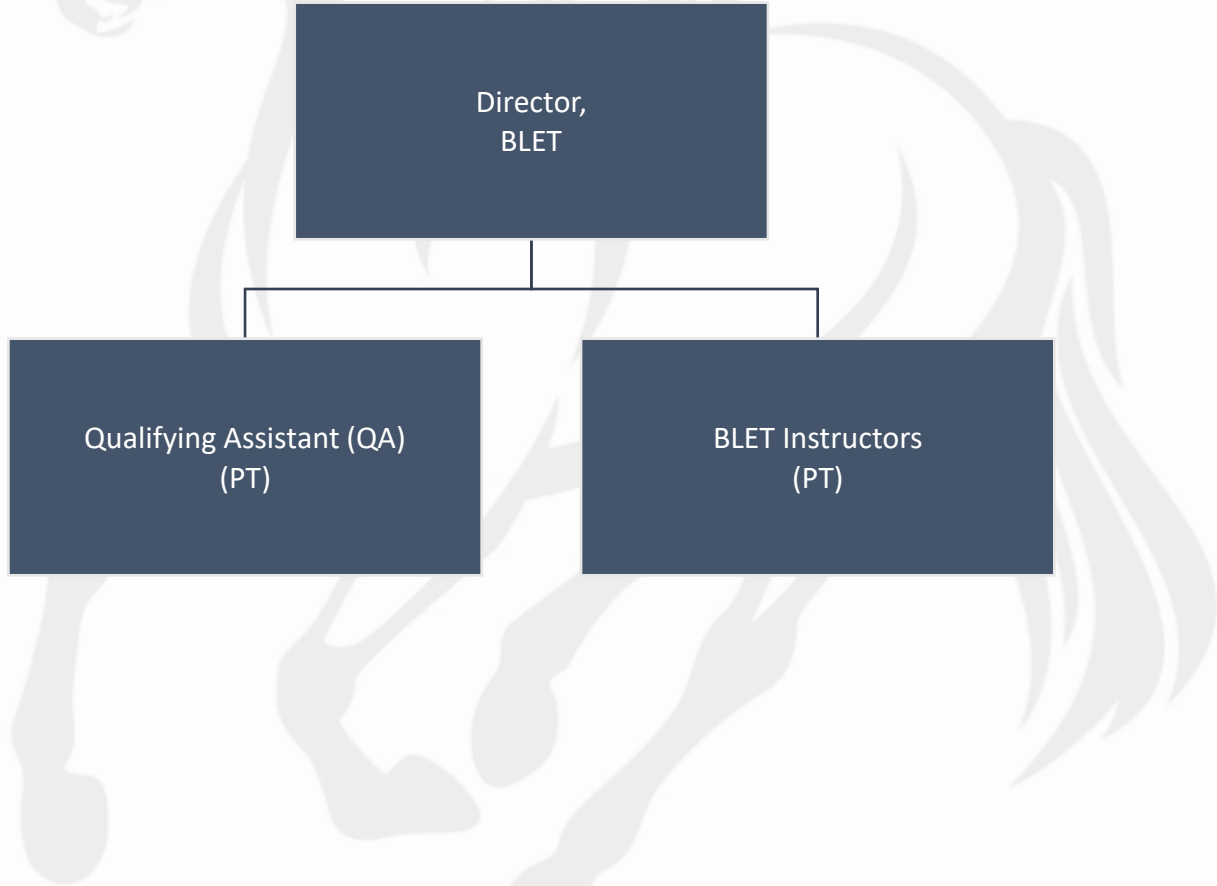 Director,
BLET
Qualifying Assistant (QA)
(PT)
BLET Instructors
(PT)